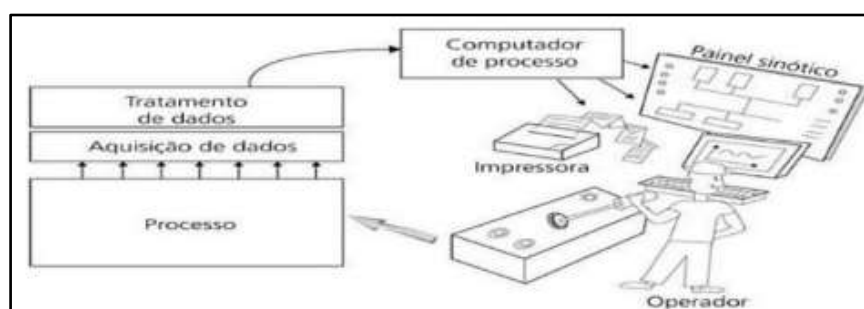 Computador
de processo
Painel sinótico
Tratamento
de dados
Aquisição de dados
Impressora
Processo
Operador